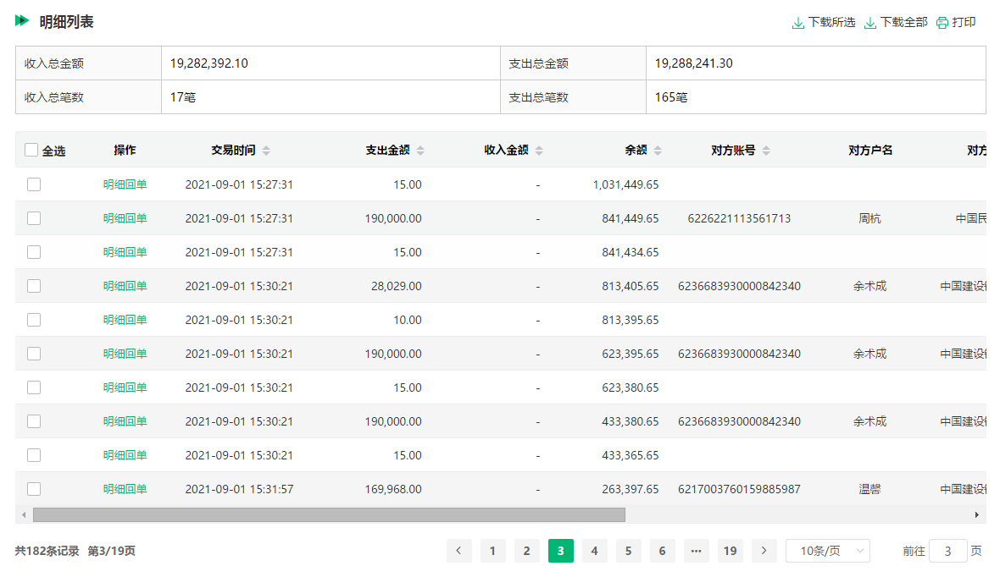 明细列表 下载所选 下载全部 打印
收入总金额 19,282,392.10 支出总金额 19,288,241.30
收入总笔数 17笔 支出总笔数 165笔
全选 操作 交易时间 支出金额 收入金额 余额 对方账号 对方户名 对方
明细回单 2021-09-01 15:27:31 15.00 - 1,031,449.65
明细回单 2021-09-01 15:27:31 190,000.00 - 841,449.65 6226221113561713 周杭 中国民
明细回单 2021-09-01 15:27:31 15.00 - 841,434.65
明细回单 2021-09-01 15:30:21 28,029.00 - 813,405.65 6236683930000842340 余术成 中国建设
明细回单 2021-09-01 15:30:21 10.00 - 813,395.65
明细回单 2021-09-01 15:30:21 190,000.00 - 623,395.65 6236683930000842340 余术成 中国建设
明细回单 2021-09-01 15:30:21 15.00 - 623,380.65
明细回单 2021-09-01 15:30:21 190,000.00 - 433,380.65 6236683930000842340 余术成 中国建设
明细回单 2021-09-01 15:30:21 15.00 - 433,365.65
明细回单 2021-09-01 15:31:57 169,968.00 - 263,397.65 6217003760159885987 温馨 中国建设
共182条记录 第3/19页 1 2 3 4 5 6 ··· 19 10条/页 前往 3 页